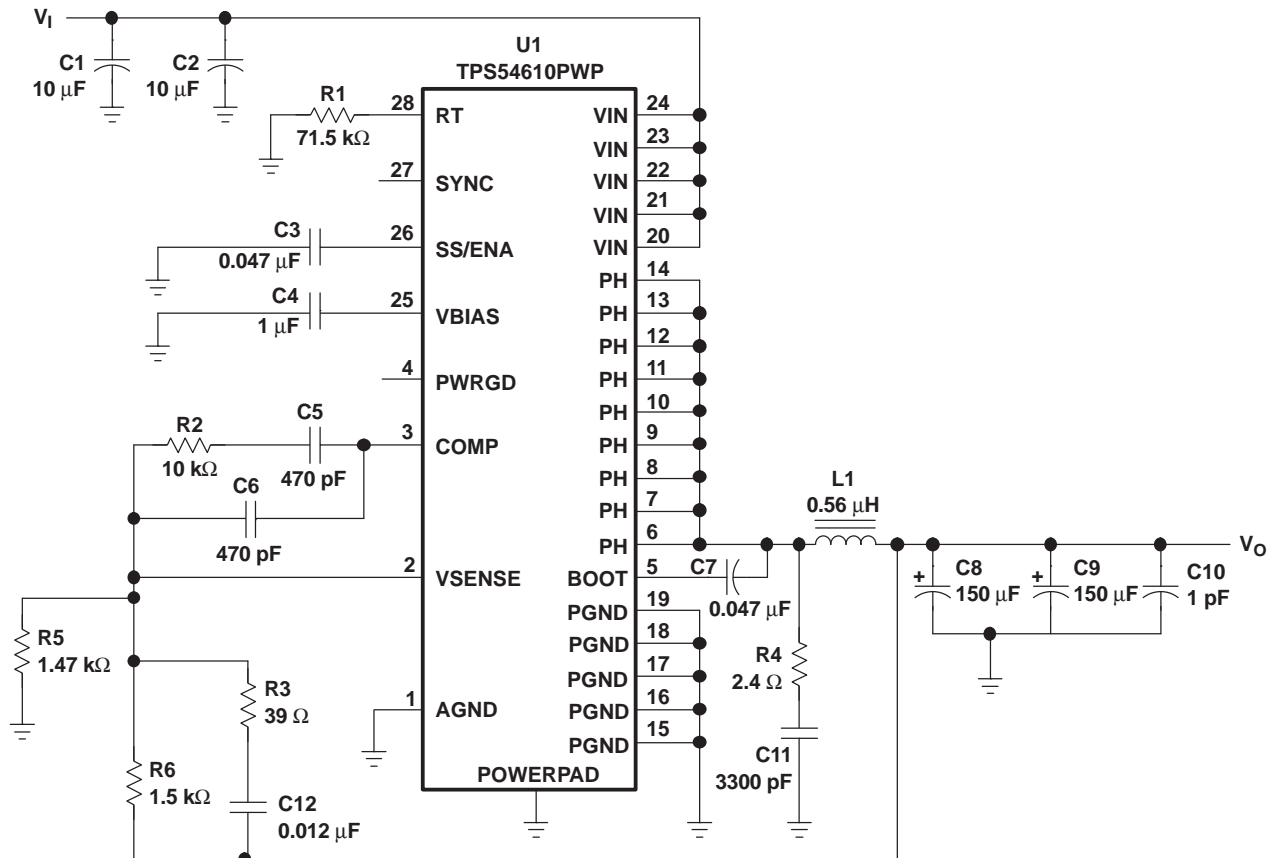 VI
C1
10 μF
C2
10 μF
U1
TPS54610PWP
R1
71.5 kΩ
28
RT
27
SYNC
C3
0.047 μF
26
SS/ENA
C4
1 μF
25
VBIAS
4
PWRGD
R2
10 kΩ
C5
470 pF
3
COMP
C6
470 pF
2
VSENSE
R5
1.47 kΩ
R3
39 Ω
1
AGND
R6
1.5 kΩ
C12
0.012 μF
VIN
24
VIN
23
VIN
22
VIN
21
VIN
20
PH
14
PH
13
PH
12
PH
11
PH
10
PH
9
PH
8
PH
7
PH
6
BOOT
5
PGND
19
PGND
18
PGND
17
PGND
16
PGND
15
POWERPAD
C7
0.047 μF
L1
0.56 μH
R4
2.4 Ω
C11
3300 pF
+
C8
150 μF
+
C9
150 μF
C10
1 pF
VO